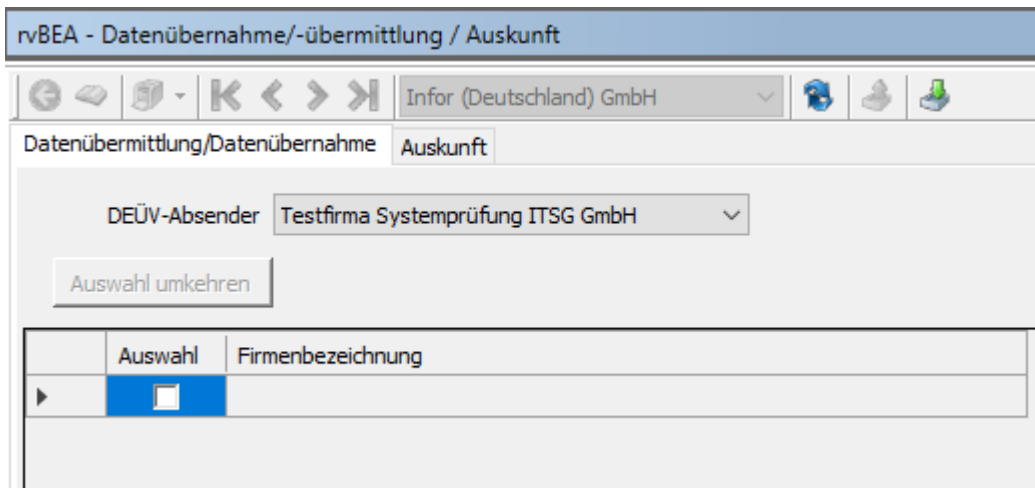 rvBEA - Datenübernahme/-übermittlung / Auskunft
Infor (Deutschland) GmbH
Datenübermittlung/Datenübernahme Auskunft
DEÜV-Absender Testfirma Systemprüfung ITSG GmbH
Auswahl umkehren
Auswahl Firmenbezeichnung